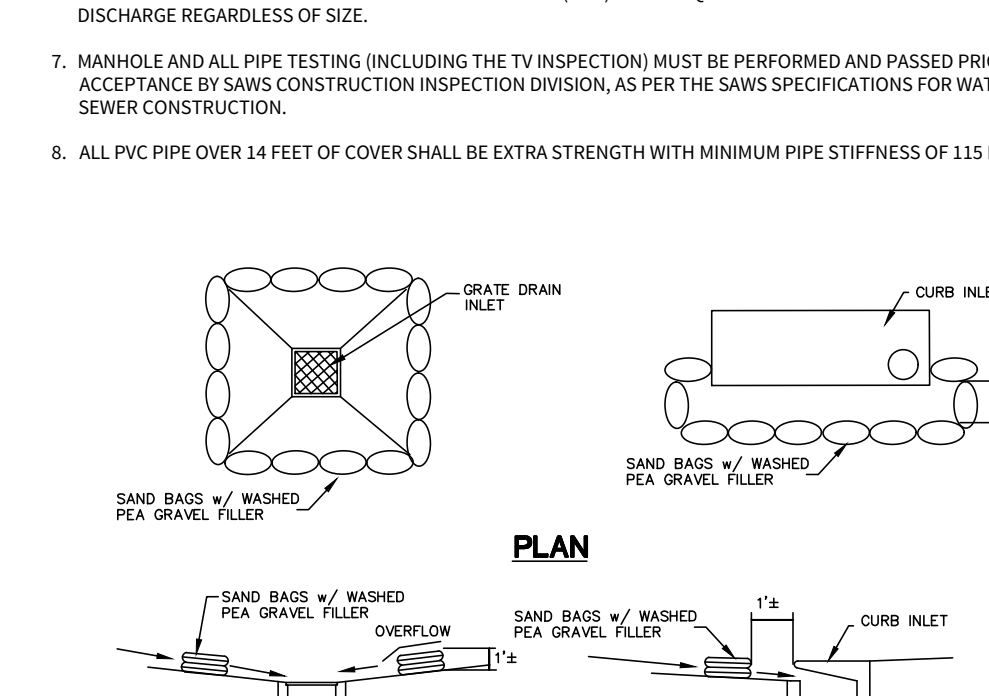 DISCHARGE REGARDLESS OF SIZE.
7. MANHOLE AND ALL PIPE TESTING (INCLUDING THE TV INSPECTION) MUST BE PERFORMED AND PASSED
ACCEPTANCE BY SAWS CONSTRUCTION INSPECTION DIVISION, AS PER THE SAWS SPECIFICATIONS FOR
SEWER CONSTRUCTION.
8. ALL PVC PIPE OVER 14 FEET OF COVER SHALL BE EXTRA STRENGTH WITH MINIMUM PIPE STIFFNESS OF 115
GRATE DRAIN
INLET
CURB
SAND BAGS w/ WASHED
PEA GRAVEL FILLER
SAND BAGS w/ WASHED
PEA GRAVEL FILLER
PLAN
SAND BAGS w/ WASHED
PEA GRAVEL FILLER
OVERFLOW
1'±
SAND BAGS w/ WASHED
PEA GRAVEL FILLER
1'±
CURB INLET